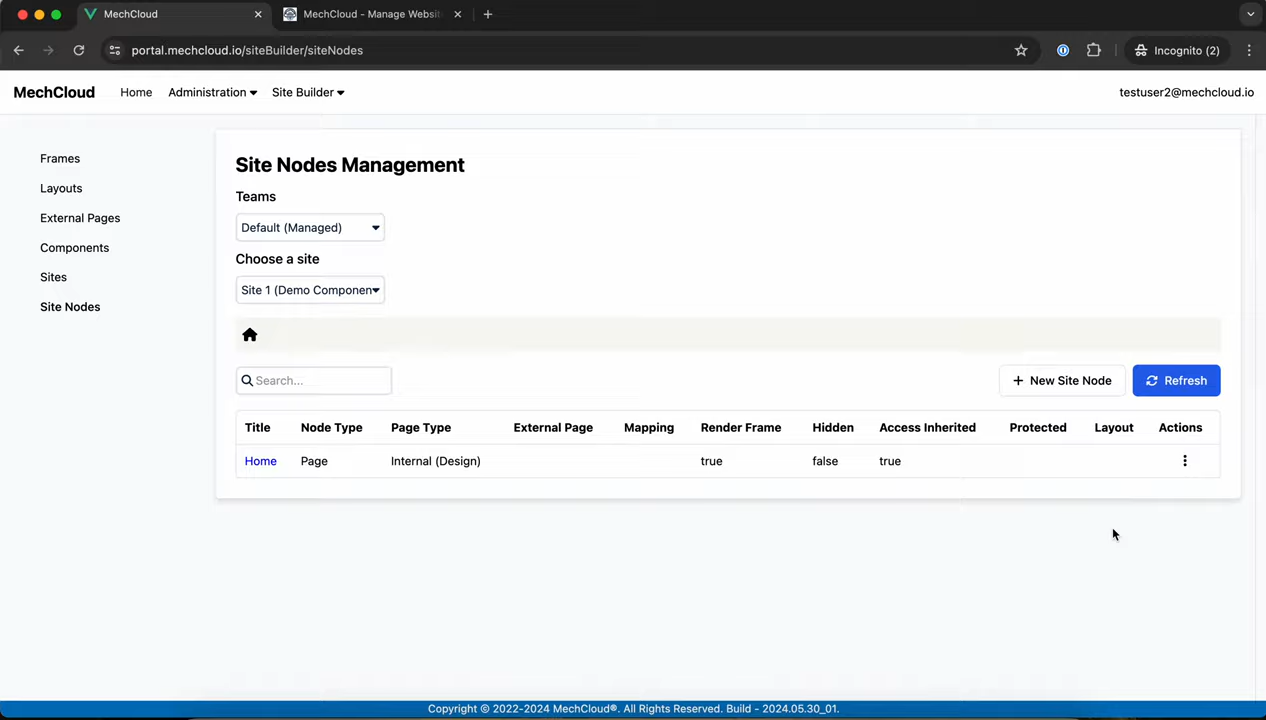 MechCloud
MechCloud - Manage Websit
portal.mechcloud.io/siteBuilder/siteNodes
Incognito (2)
MechCloud
Home
Administration
Site Builder
testuser2@mechcloud.io
Frames
Layouts
External Pages
Components
Sites
Site Nodes
Site Nodes Management
Teams
Default (Managed)
Choose a site
Site 1 (Demo Componen
Search...
New Site Node
Refresh
Title Node Type Page Type External Page Mapping Render Frame Hidden Access Inherited Protected Layout Actions
Home Page Internal (Design) true false true
Copyright © 2022-2024 MechCloud®. All Rights Reserved. Build - 2024.05.30_01.